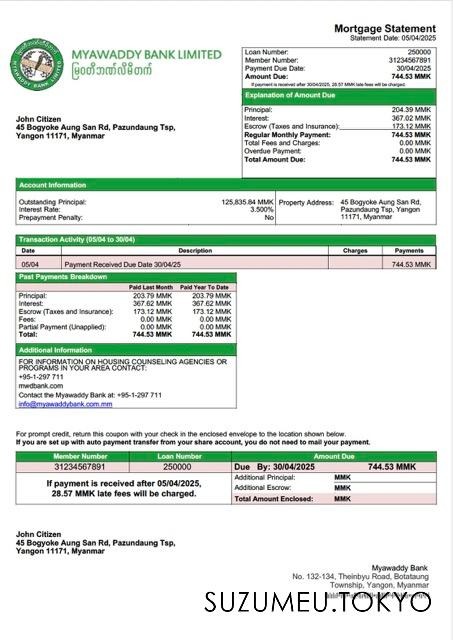 Mortgage Statement
Statement Date: 05/04/2025
MYAWADDY BANK LIMITED
မြဝတီဘဏ်လီမိတက်
MYAWADDY BANK LIMITED
Loan Number: 250000
Member Number: 31234567891
Payment Due Date: 30/04/2025
Amount Due: 744.53 MMK
If payment is received after 30/04/2025, 28.57 MMK late fees will be charged.
Explanation of Amount Due
Principal: 204.39 MMK
Interest: 367.02 MMK
Escrow (Taxes and Insurance): 173.12 MMK
Regular Monthly Payment: 744.53 MMK
Total Fees and Charges: 0.00 MMK
Overdue Payment: 0.00 MMK
Total Amount Due: 744.53 MMK
John Citizen
45 Bogyoke Aung San Rd, Pazundaung Tsp,
Yangon 11171, Myanmar
Account Information
Outstanding Principal: 125,835.84 MMK
Interest Rate: 3.500%
Prepayment Penalty: No
Property Address: 45 Bogyoke Aung San Rd,
Pazundaung Tsp, Yangon
11171, Myanmar
Transaction Activity (05/04 to 30/04)
Date Description Charges Payments
05/04 Payment Received Due Date 30/04/25 744.53 MMK
Past Payments Breakdown
Paid Last Month Paid Year To Date
Principal: 203.79 MMK 203.79 MMK
Interest: 367.62 MMK 367.62 MMK
Escrow (Taxes and Insurance): 173.12 MMK 173.12 MMK
Fees: 0.00 MMK 0.00 MMK
Partial Payment (Unapplied): 0.00 MMK 0.00 MMK
Total: 744.53 MMK 744.53 MMK
Additional Information
FOR INFORMATION ON HOUSING COUNSELING AGENCIES OR
PROGRAMS IN YOUR AREA CONTACT:
+95-1-297 711
mwdbank.com
Contact the Myawaddy Bank at: +95-1-297 711
info@myawaddybank.com.mm
For prompt credit, return this coupon with your check in the enclosed envelope to the location shown below.
If you are set up with auto payment transfer from your share account, you do not need to mail your payment.
Member Number Loan Number Amount Due
31234567891 250000 Due By: 30/04/2025 744.53 MMK
If payment is received after 05/04/2025,
28.57 MMK late fees will be charged.
Additional Principal: MMK
Additional Escrow: MMK
Total Amount Enclosed: MMK
John Citizen
45 Bogyoke Aung San Rd, Pazundaung Tsp,
Yangon 11171, Myanmar
Myawaddy Bank
No. 132-134, Theinbyu Road, Botataung
Township, Yangon, Myanmar
SUZUMEU.TOKYO